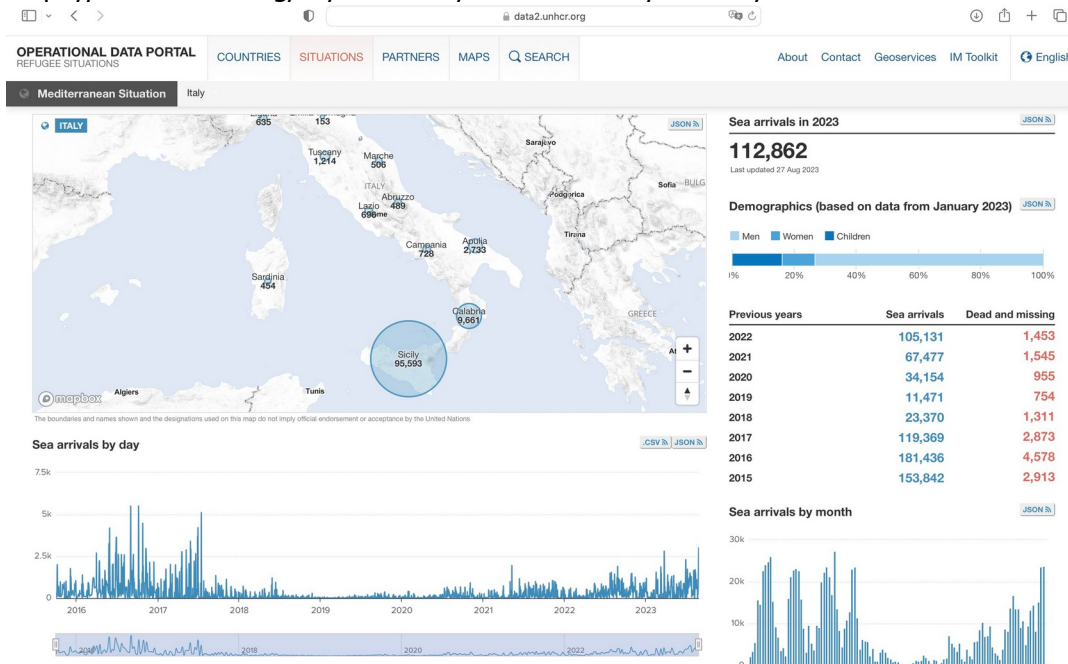 data2.unhcr.org
OPERATIONAL DATA PORTAL
REFUGEE SITUATIONS
COUNTRIES
SITUATIONS
PARTNERS
MAPS
SEARCH
About
Contact
Geoservices
IM Toolkit
English
Mediterranean Situation
Italy
ITALY
JSON
635
153
Sarajevo
Tuscany
1,214
Marche
506
ITALY
Abruzzo
489
Lazio
696
Podgorica
Sofia
BULG
Campania
728
Apulia
2,733
Tirana
Sardinia
454
Calabria
9,661
GREECE
Sicily
95,593
Algiers
Tunis
mapbox
The boundaries and names shown and the designations used on this map do not imply official endorsement or acceptance by the United Nations
Sea arrivals by day
.CSV
JSON
7.5k
5k
2.5k
0
2016 2017 2018 2019 2020 2021 2022 2023
2018 2020 2022
Sea arrivals in 2023
JSON
112,862
Last updated 27 Aug 2023
Demographics (based on data from January 2023)
JSON
Men Women Children
20% 40% 60% 80% 100%
Previous years Sea arrivals Dead and missing
2022 105,131 1,453
2021 67,477 1,545
2020 34,154 955
2019 11,471 754
2018 23,370 1,311
2017 119,369 2,873
2016 181,436 4,578
2015 153,842 2,913
Sea arrivals by month
JSON
30k
20k
10k
0